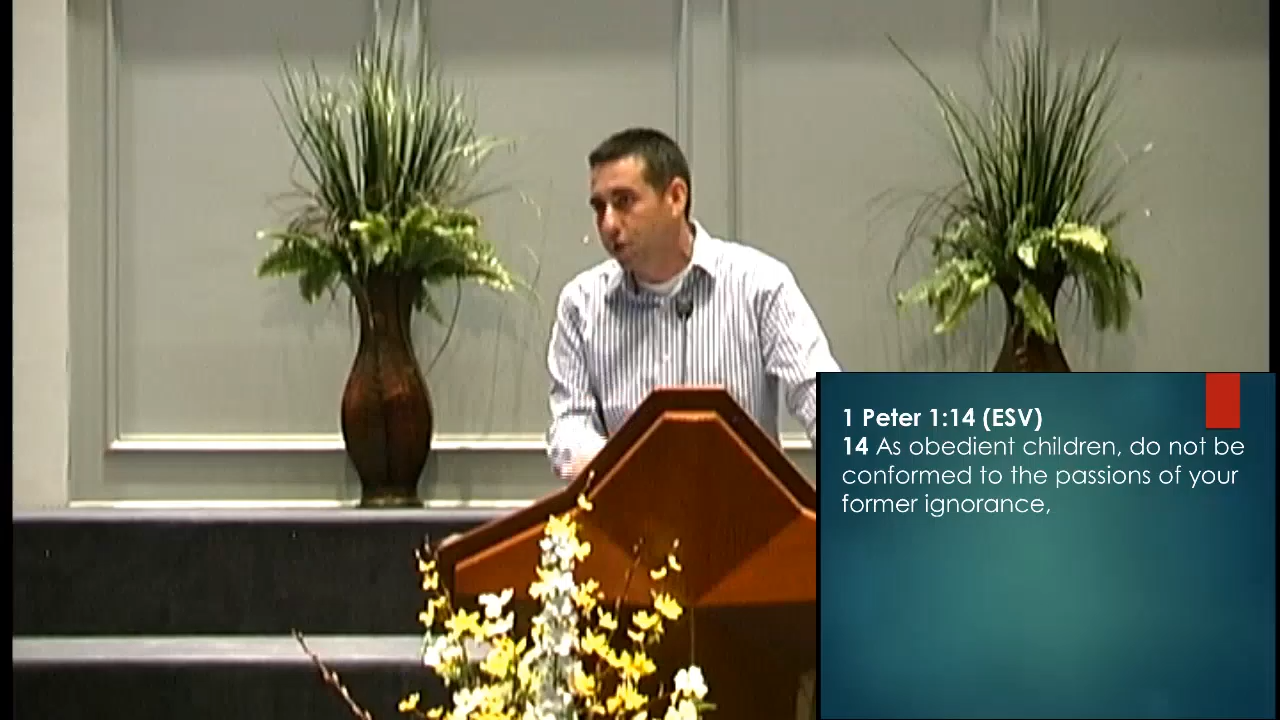 1 Peter 1:14 (ESV)
14 As obedient children, do not be
conformed to the passions of your
former ignorance,